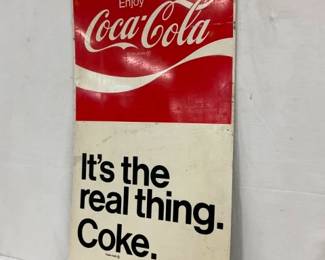 Enjoy
Coca-Cola
It's the
real thing.
Coke.